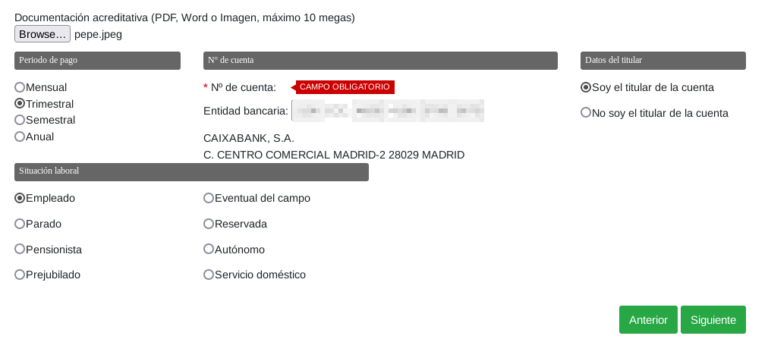 Documentación acreditativa (PDF, Word o Imagen, máximo 10 megas)
Browse... pepe.jpeg
Periodo de pago
Mensual
Trimestral
Semestral
Anual
Nº de cuenta
* Nº de cuenta: CAMPO OBLIGATORIO
Entidad bancaria:
CAIXABANK, S.A.
C. CENTRO COMERCIAL MADRID-2 28029 MADRID
Datos del titular
Soy el titular de la cuenta
No soy el titular de la cuenta
Situación laboral
Empleado
Parado
Pensionista
Prejubilado
Eventual del campo
Reservada
Autónomo
Servicio doméstico
Anterior
Siguiente